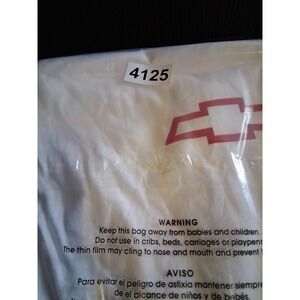 4125
WARNING
Keep this bag away from babies and children.
Do not use in cribs, beds, carriages or playpens
The thin film may cling to nose and mouth and prevent
AVISO
Para evitar el peligro de asfixia mantener siempre
de el alcance de niños y de bebés